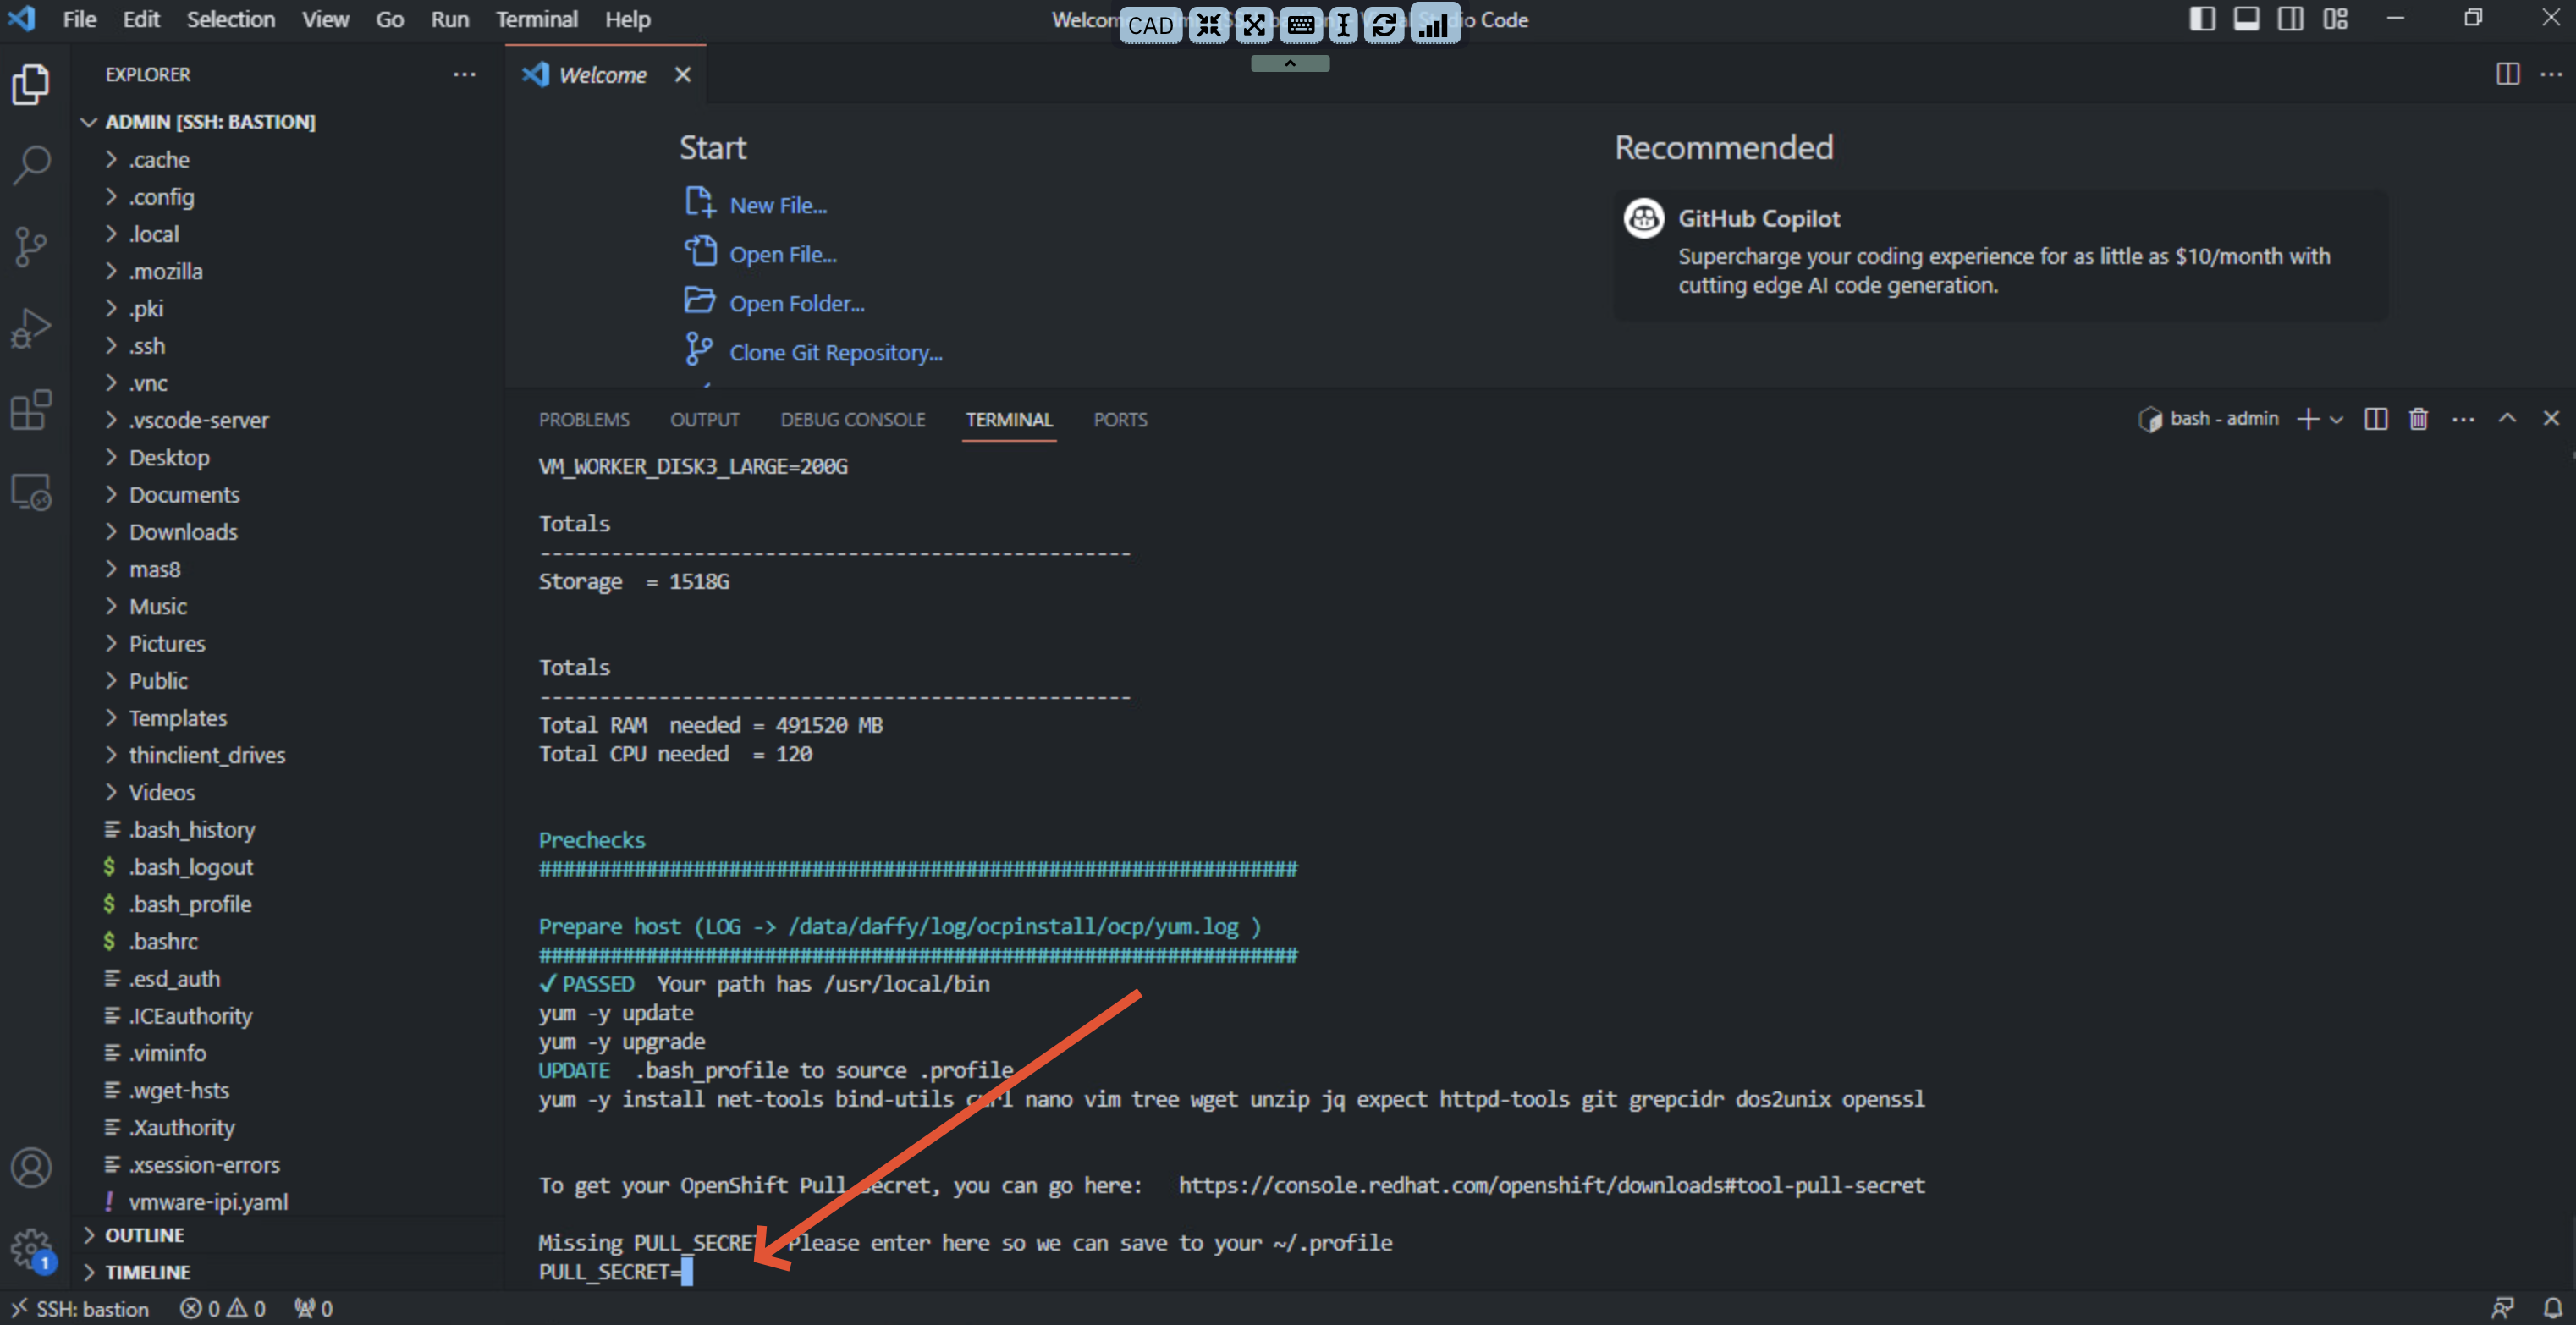 File Edit Selection View Go Run Terminal Help
CAD
Studio Code
EXPLORER
Welcome
ADMIN [SSH: BASTION]
.cache
.config
.local
.mozilla
.pki
.ssh
.vnc
.vscode-server
Desktop
Documents
Downloads
mas8
Music
Pictures
Public
Templates
thinclient_drives
Videos
.bash_history
$ .bash_logout
$ .bash_profile
$ .bashrc
.esd_auth
.ICEauthority
.viminfo
.wget-hsts
.Xauthority
.xsession-errors
! vmware-ipi.yaml
OUTLINE
TIMELINE
1
Start
New File...
Open File...
Open Folder...
Clone Git Repository...
Recommended
GitHub Copilot
Supercharge your coding experience for as little as $10/month with
cutting edge AI code generation.
PROBLEMS OUTPUT DEBUG CONSOLE TERMINAL PORTS
bash - admin
VM_WORKER_DISK3_LARGE=200G
Totals
--------------------------------------------------
Storage = 1518G
Totals
--------------------------------------------------
Total RAM needed = 491520 MB
Total CPU needed = 120
Prechecks
################################################################
Prepare host (LOG -> /data/daffy/log/ocpinstall/ocp/yum.log )
################################################################
✓ PASSED Your path has /usr/local/bin
yum -y update
yum -y upgrade
UPDATE .bash_profile to source .profile
yum -y install net-tools bind-utils curl nano vim tree wget unzip jq expect httpd-tools git grepcidr dos2unix openssl
To get your OpenShift Pull secret, you can go here: https://console.redhat.com/openshift/downloads#tool-pull-secret
Missing PULL_SECRET Please enter here so we can save to your ~/.profile
PULL_SECRET=
SSH: bastion 0 0 0